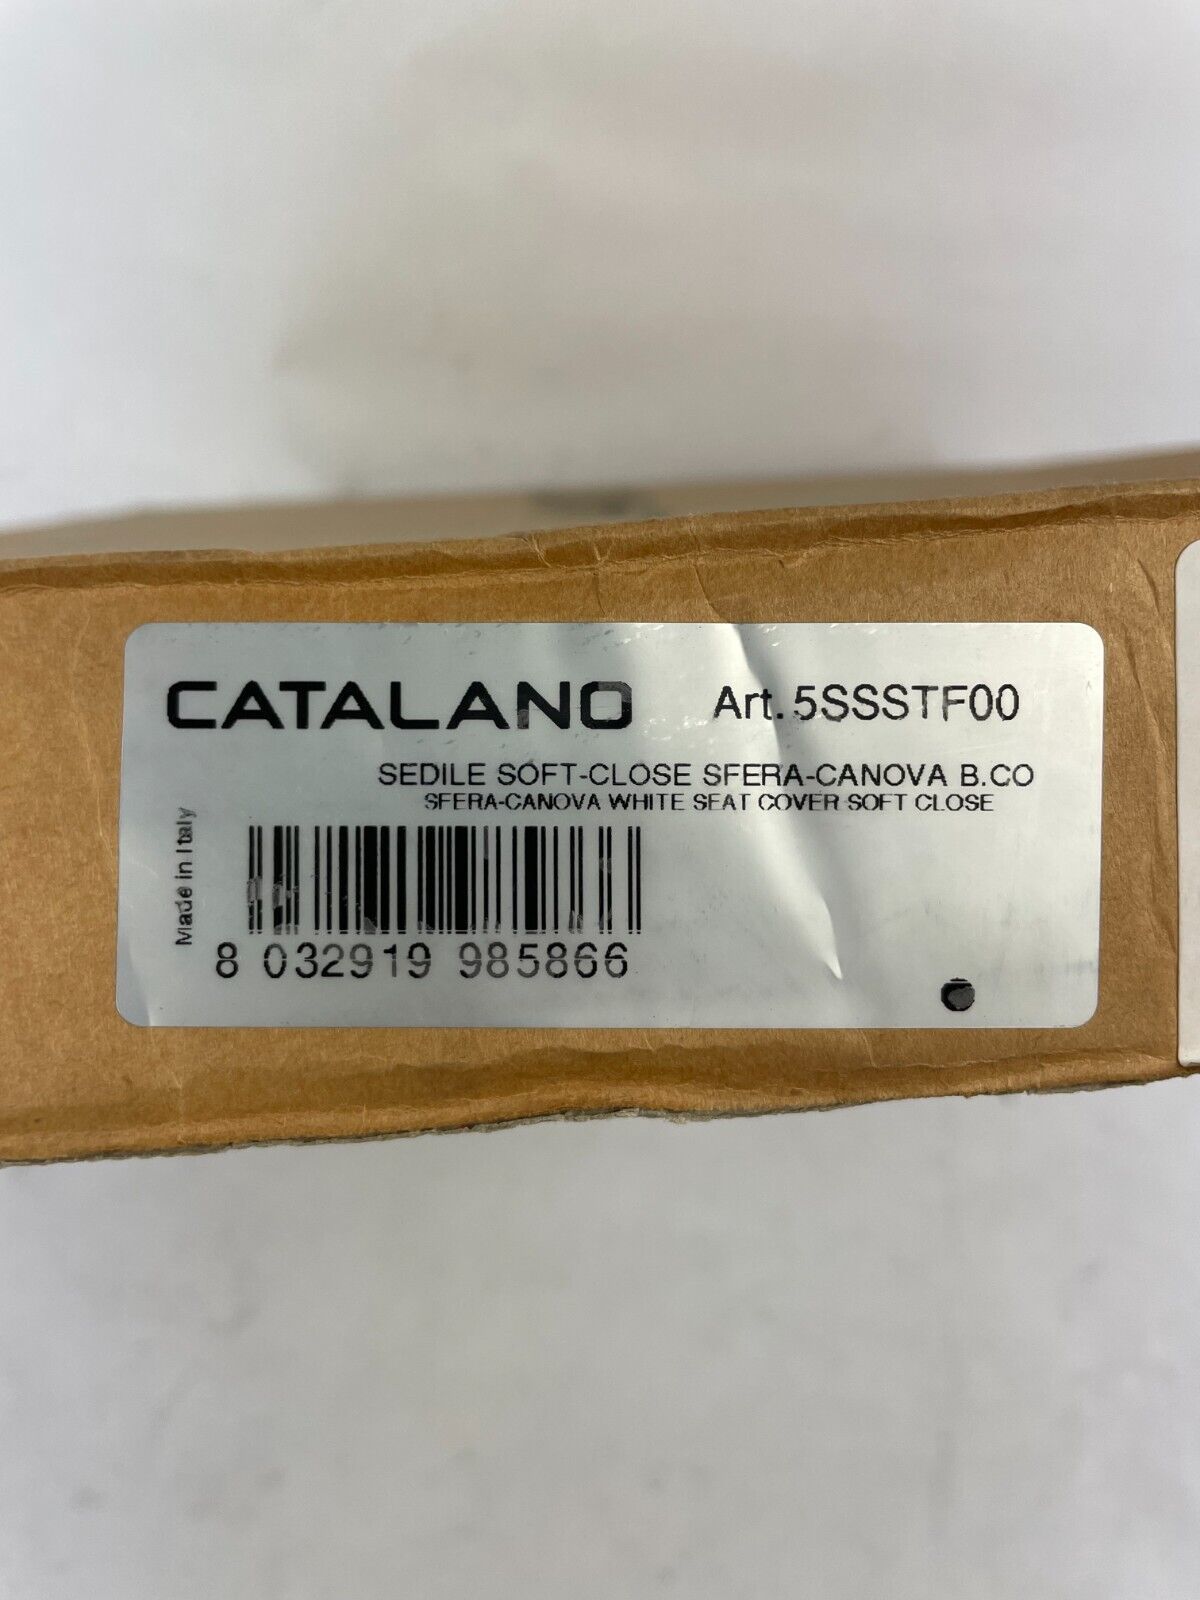 CATALANO Art. 5SSSTF00
SEDILE SOFT-CLOSE SFERA-CANOVA B.CO
SFERA-CANOVA WHITE SEAT COVER SOFT CLOSE
Made in Italy
8 032919 985866